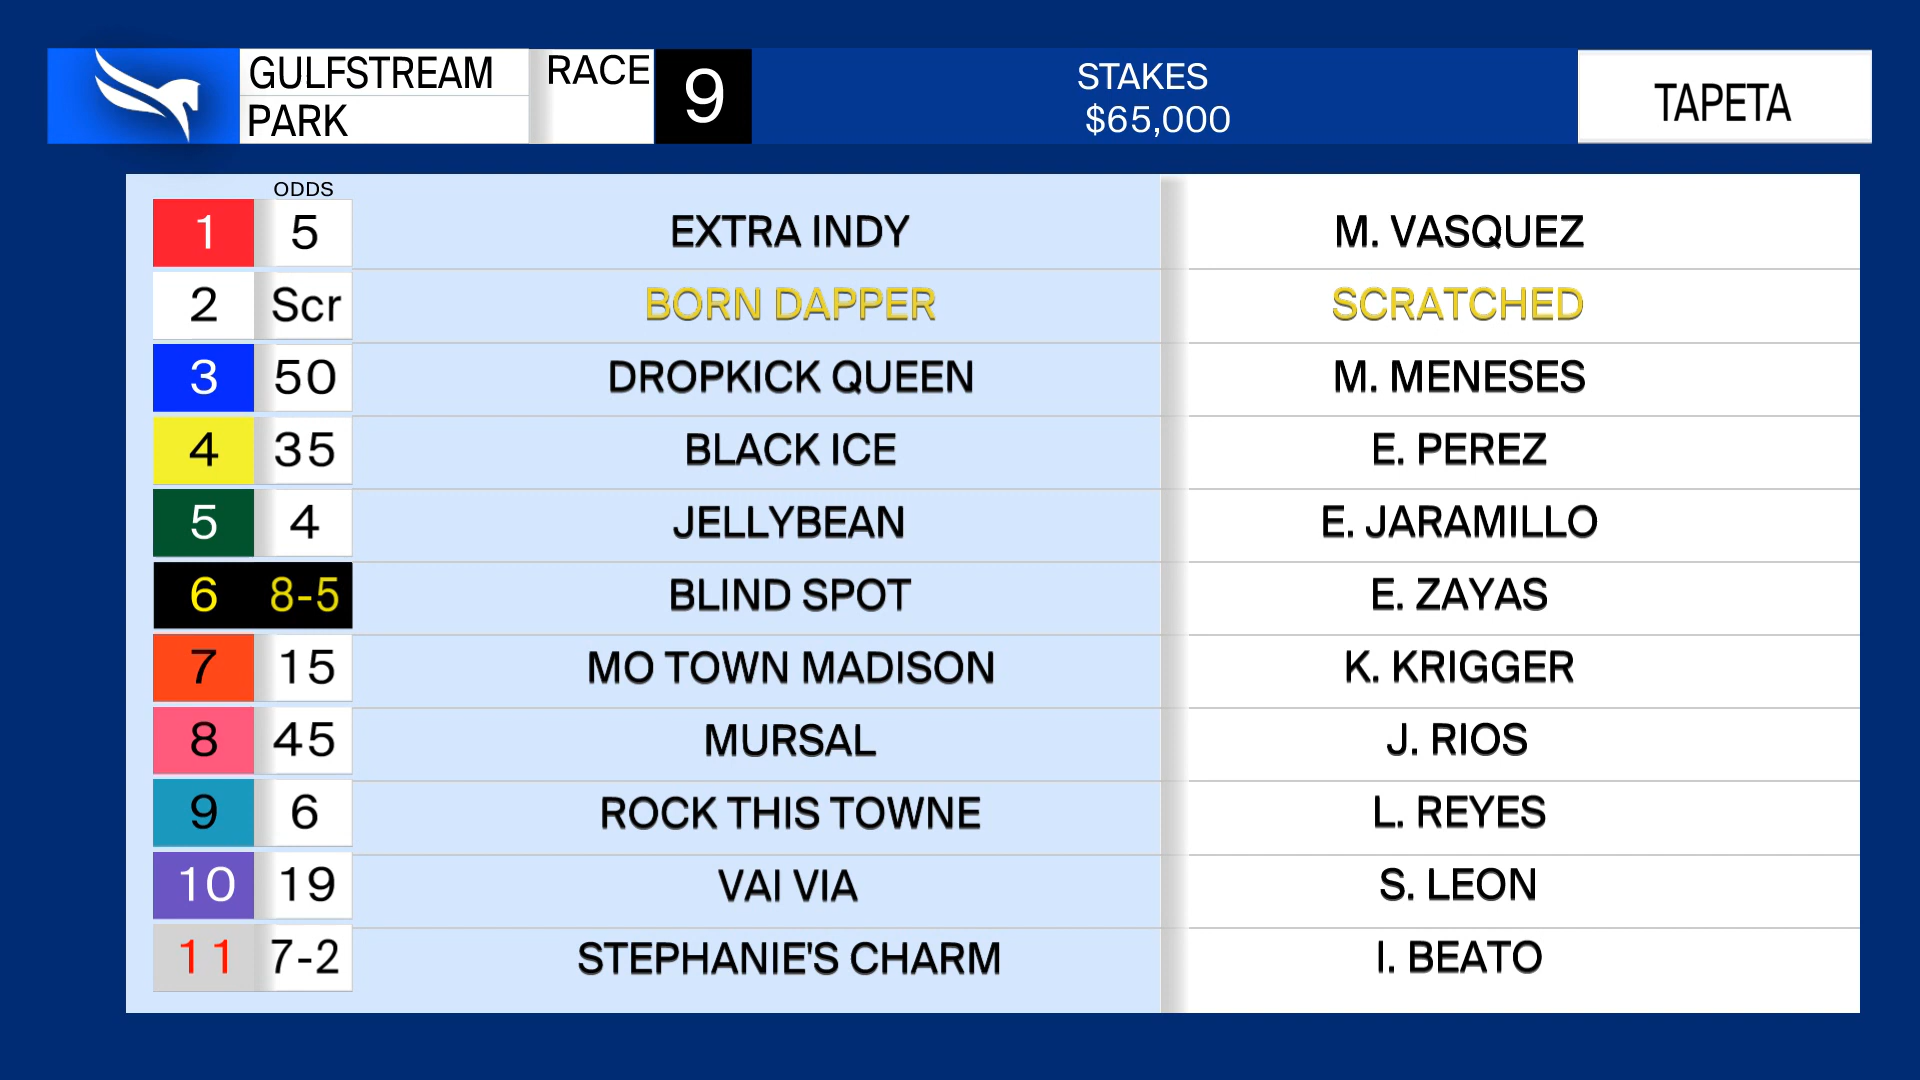 GULFSTREAM PARK
RACE 9
STAKES
$65,000
TAPETA
ODDS
1 5 EXTRA INDY M. VASQUEZ
2 Scr BORN DAPPER SCRATCHED
3 50 DROPKICK QUEEN M. MENESES
4 35 BLACK ICE E. PEREZ
5 4 JELLYBEAN E. JARAMILLO
6 8-5 BLIND SPOT E. ZAYAS
7 15 MO TOWN MADISON K. KRIGGER
8 45 MURSAL J. RIOS
9 6 ROCK THIS TOWNE L. REYES
10 19 VAI VIA S. LEON
11 7-2 STEPHANIE'S CHARM I. BEATO